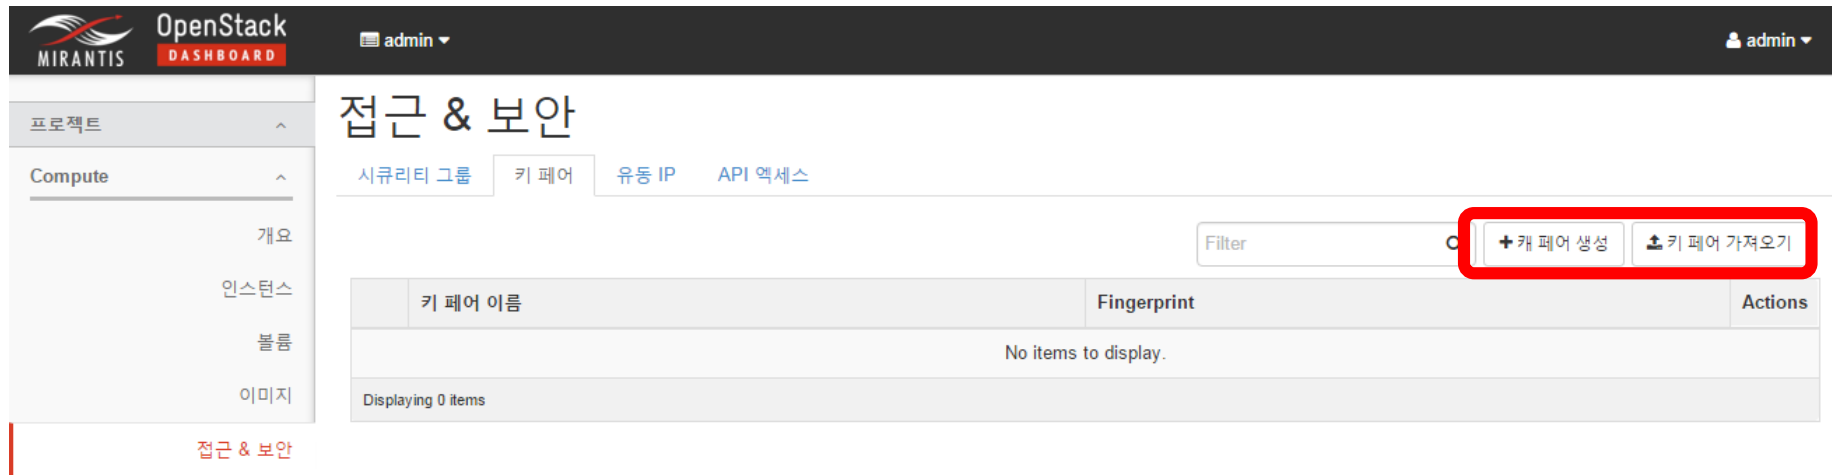 MIRANTIS
OpenStack
DASHBOARD
admin
admin
프로젝트
Compute
개요
인스턴스
볼륨
이미지
접근 & 보안
접근 & 보안
시큐리티 그룹 키 페어 유동 IP API 엑세스
Filter
캐 페어 생성
키 페어 가져오기
키 페어 이름 Fingerprint Actions
No items to display.
Displaying 0 items